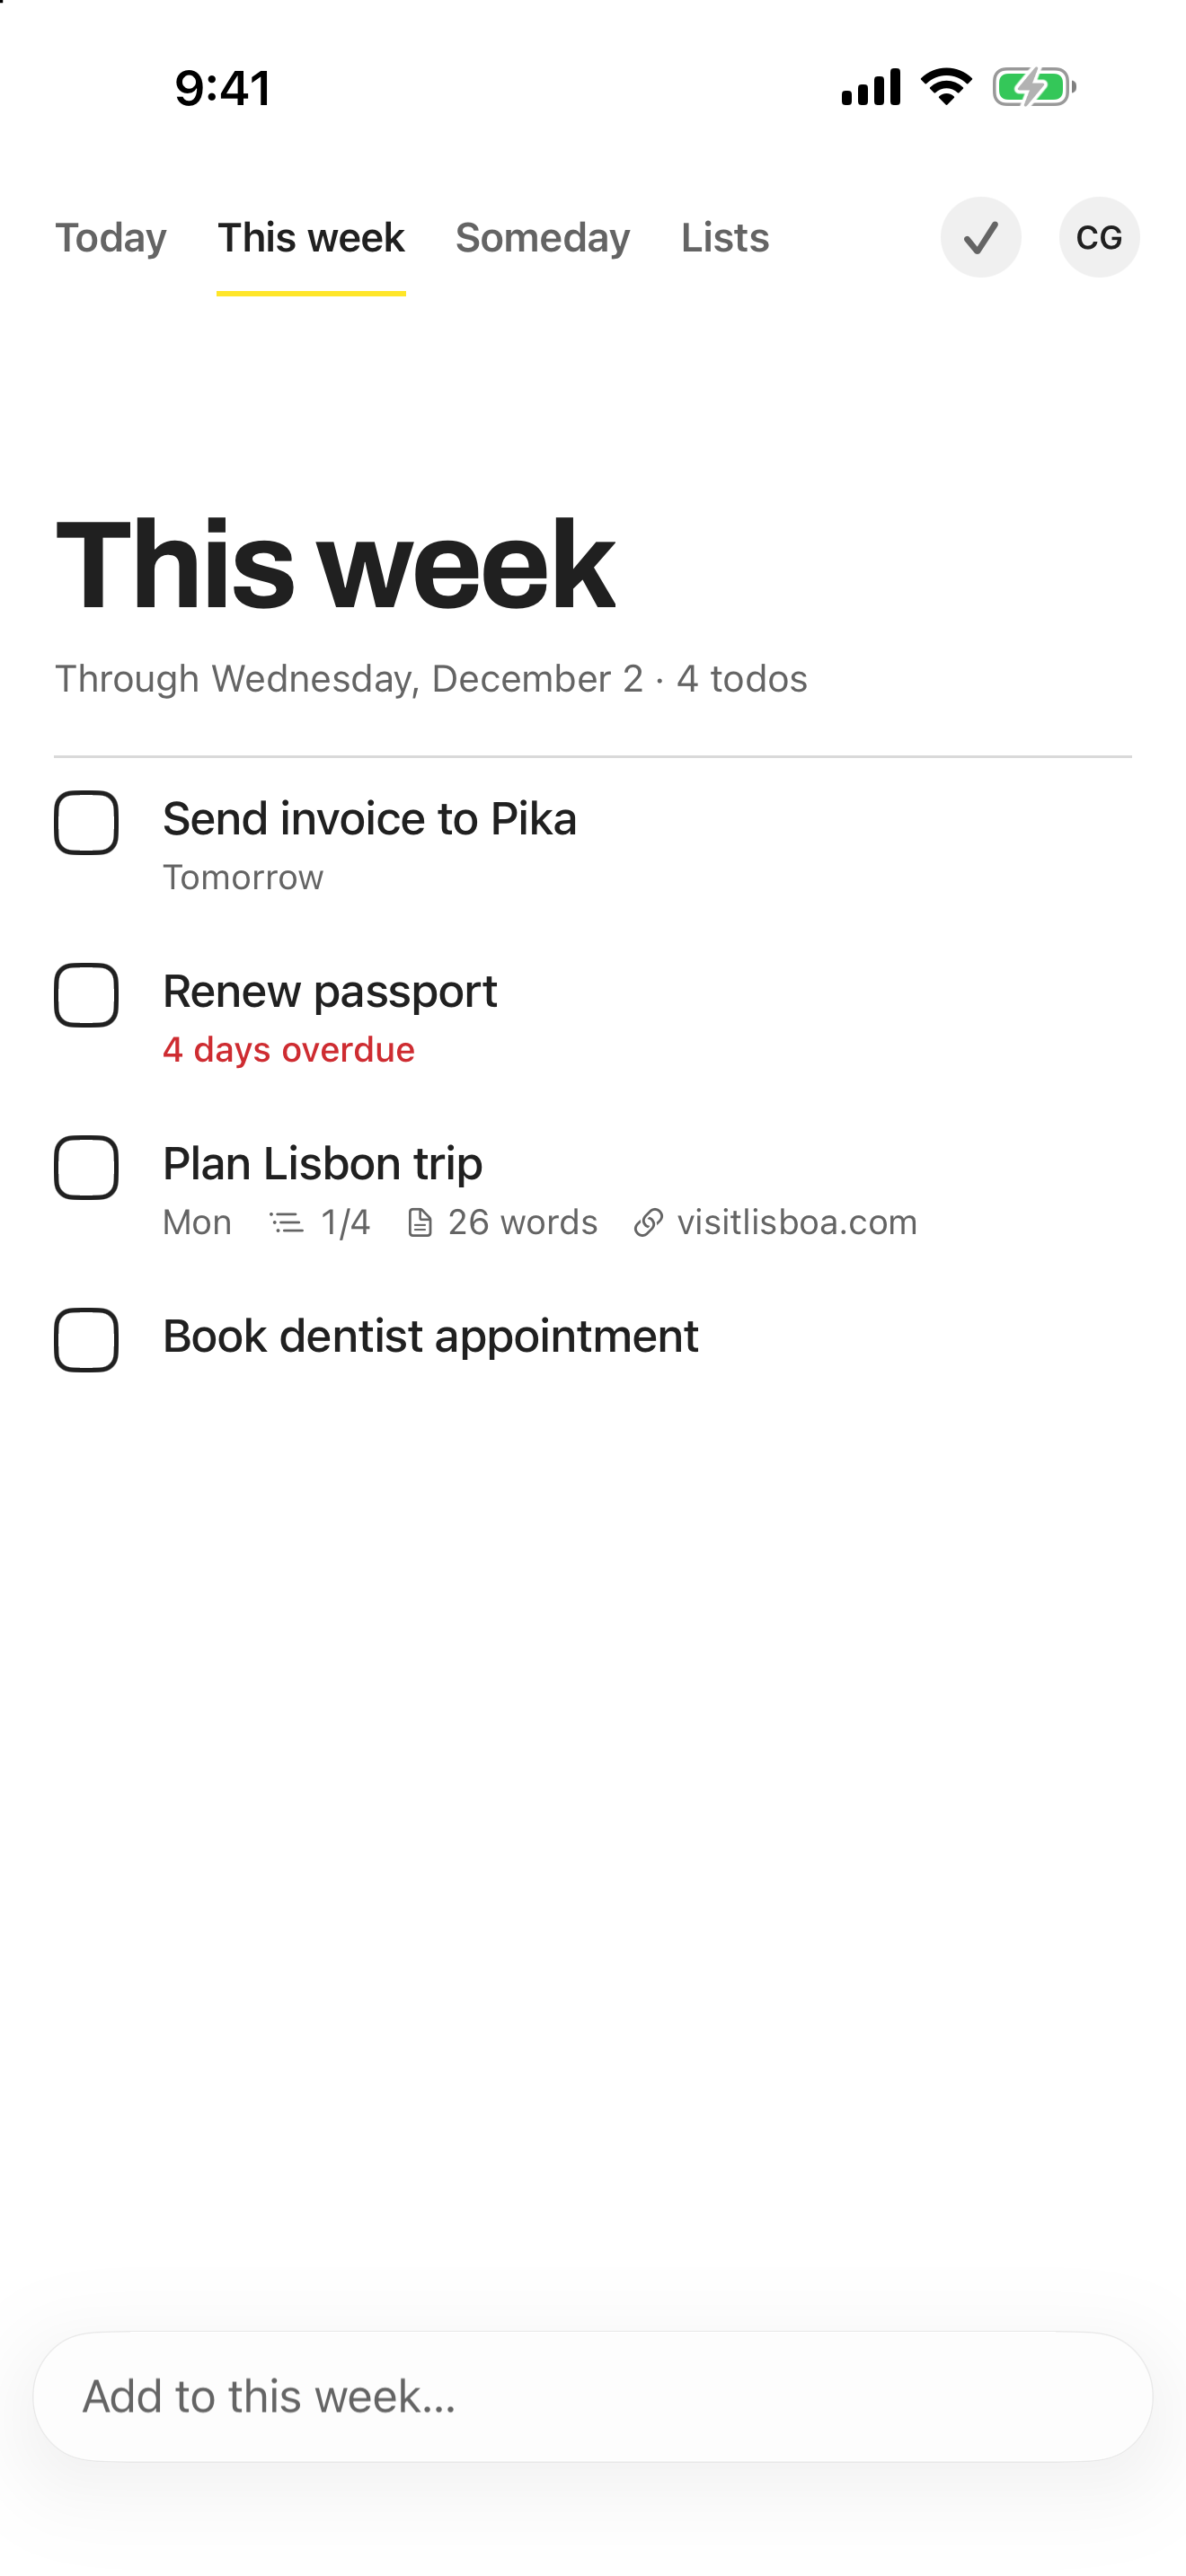 9:41
Today This week Someday Lists CG
This week
Through Wednesday, December 2 · 4 todos
Send invoice to Pika
Tomorrow
Renew passport
4 days overdue
Plan Lisbon trip
Mon 1/4 26 words visitlisboa.com
Book dentist appointment
Add to this week...